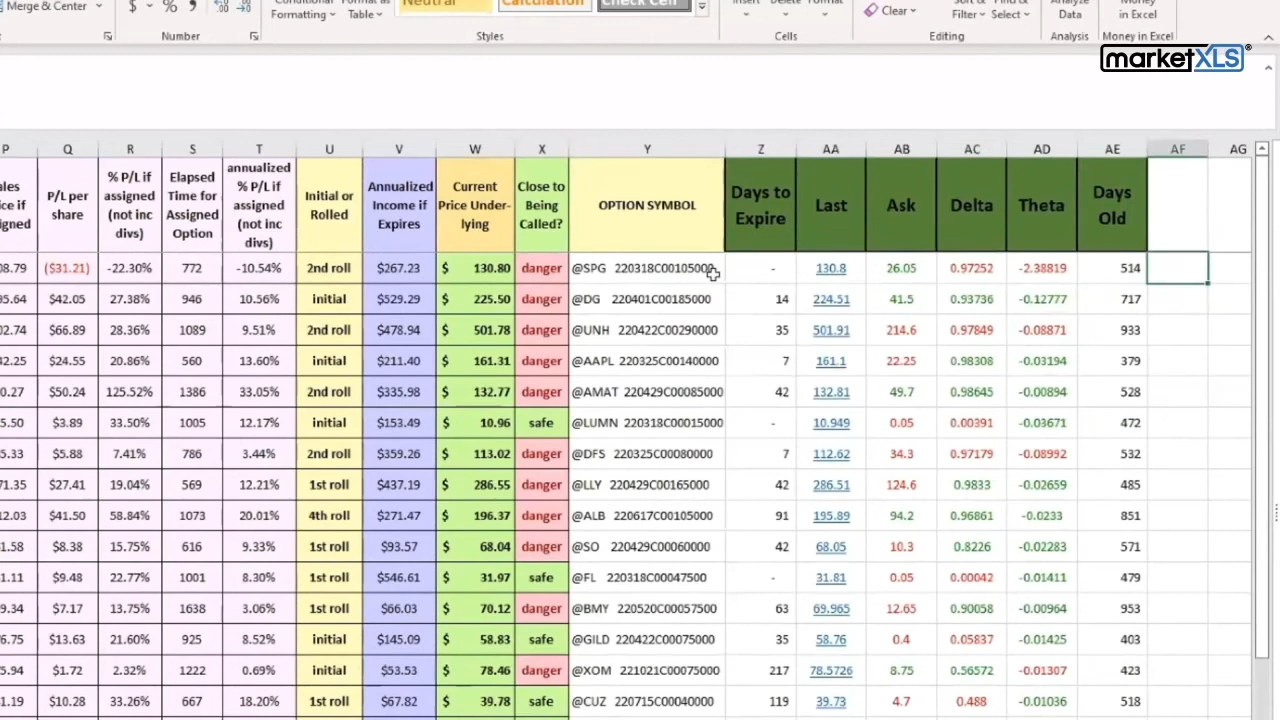 Merge & Center
$
%
Conditional
Formatting
Format as
Table
Neutral
Calculation
Check Cell
Insert
Delete
Format
Clear
Sort &
Filter
Find &
Select
Analyze
Data
Money
in Excel
Number
Styles
Cells
Editing
Analysis
Money in Excel
marketXLS®
P Q R S T U V W X Y Z AA AB AC AD AE AF AG
P/L per share
% P/L if assigned (not inc divs)
Elapsed Time for Assigned Option
annualized % P/L if assigned (not inc divs)
Initial or Rolled
Annualized Income if Expires
Current Price Under-lying
Close to Being Called?
OPTION SYMBOL
Days to Expire
Last
Ask
Delta
Theta
Days Old
08.79 ($31.21) -22.30% 772 -10.54% 2nd roll $267.23 $ 130.80 danger @SPG 220318C00105000 - 130.8 26.05 0.97252 -2.38819 514
95.64 $42.05 27.38% 946 10.56% initial $529.29 $ 225.50 danger @DG 220401C00185000 14 224.51 41.5 0.93736 -0.12777 717
02.74 $66.89 28.36% 1089 9.51% 2nd roll $478.94 $ 501.78 danger @UNH 220422C00290000 35 501.91 214.6 0.97849 -0.08871 933
42.25 $24.55 20.86% 560 13.60% initial $211.40 $ 161.31 danger @AAPL 220325C00140000 7 161.1 22.25 0.98308 -0.03194 379
0.27 $50.24 125.52% 1386 33.05% 2nd roll $335.98 $ 132.77 danger @AMAT 220429C00085000 42 132.81 49.7 0.98645 -0.00894 528
5.50 $3.89 33.50% 1005 12.17% initial $153.49 $ 10.96 safe @LUMN 220318C00015000 - 10.949 0.05 0.00391 -0.03671 472
5.33 $5.88 7.41% 786 3.44% 2nd roll $359.26 $ 113.02 danger @DFS 220325C00080000 7 112.62 34.3 0.97179 -0.08992 532
71.35 $27.41 19.04% 569 12.21% 1st roll $437.19 $ 286.55 danger @LLY 220429C00165000 42 286.51 124.6 0.9833 -0.02659 485
12.03 $41.50 58.84% 1073 20.01% 4th roll $271.47 $ 196.37 danger @ALB 220617C00105000 91 195.89 94.2 0.96861 -0.0233 851
1.58 $8.38 15.75% 616 9.33% 1st roll $93.57 $ 68.04 danger @SO 220429C00060000 42 68.05 10.3 0.8226 -0.02283 571
1.11 $9.48 22.77% 1001 8.30% 1st roll $546.61 $ 31.97 safe @FL 220318C00047500 - 31.81 0.05 0.00042 -0.01411 479
9.34 $7.17 13.75% 1638 3.06% 1st roll $66.03 $ 70.12 danger @BMY 220520C00057500 63 69.965 12.65 0.90058 -0.00964 953
6.75 $13.63 21.60% 925 8.52% initial $145.09 $ 58.83 safe @GILD 220422C00075000 35 58.76 0.4 0.05837 -0.01425 403
5.94 $1.72 2.32% 1222 0.69% initial $53.53 $ 78.46 danger @XOM 221021C00075000 217 78.5726 8.75 0.56572 -0.01307 423
1.19 $10.28 33.26% 667 18.20% 1st roll $67.82 $ 39.78 safe @CUZ 220715C00040000 119 39.73 4.7 0.488 -0.01036 518